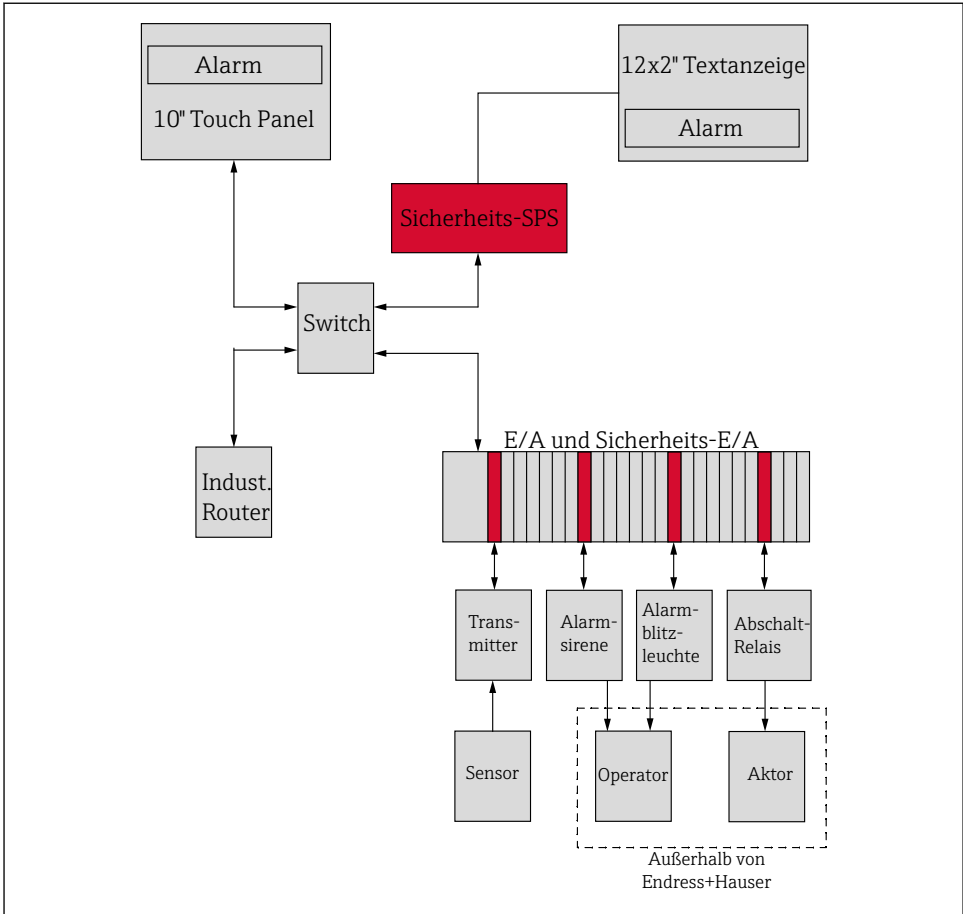 Alarm
10" Touch Panel
12x2" Textanzeige
Alarm
Sicherheits-SPS
Switch
Indust.
Router
E/A und Sicherheits-E/A
Trans-
mitter
Alarm-
sirene
Alarm-
blitz-
leuchte
Abschalt-
Relais
Sensor
Operator
Aktor
Außerhalb von
Endress+Hauser